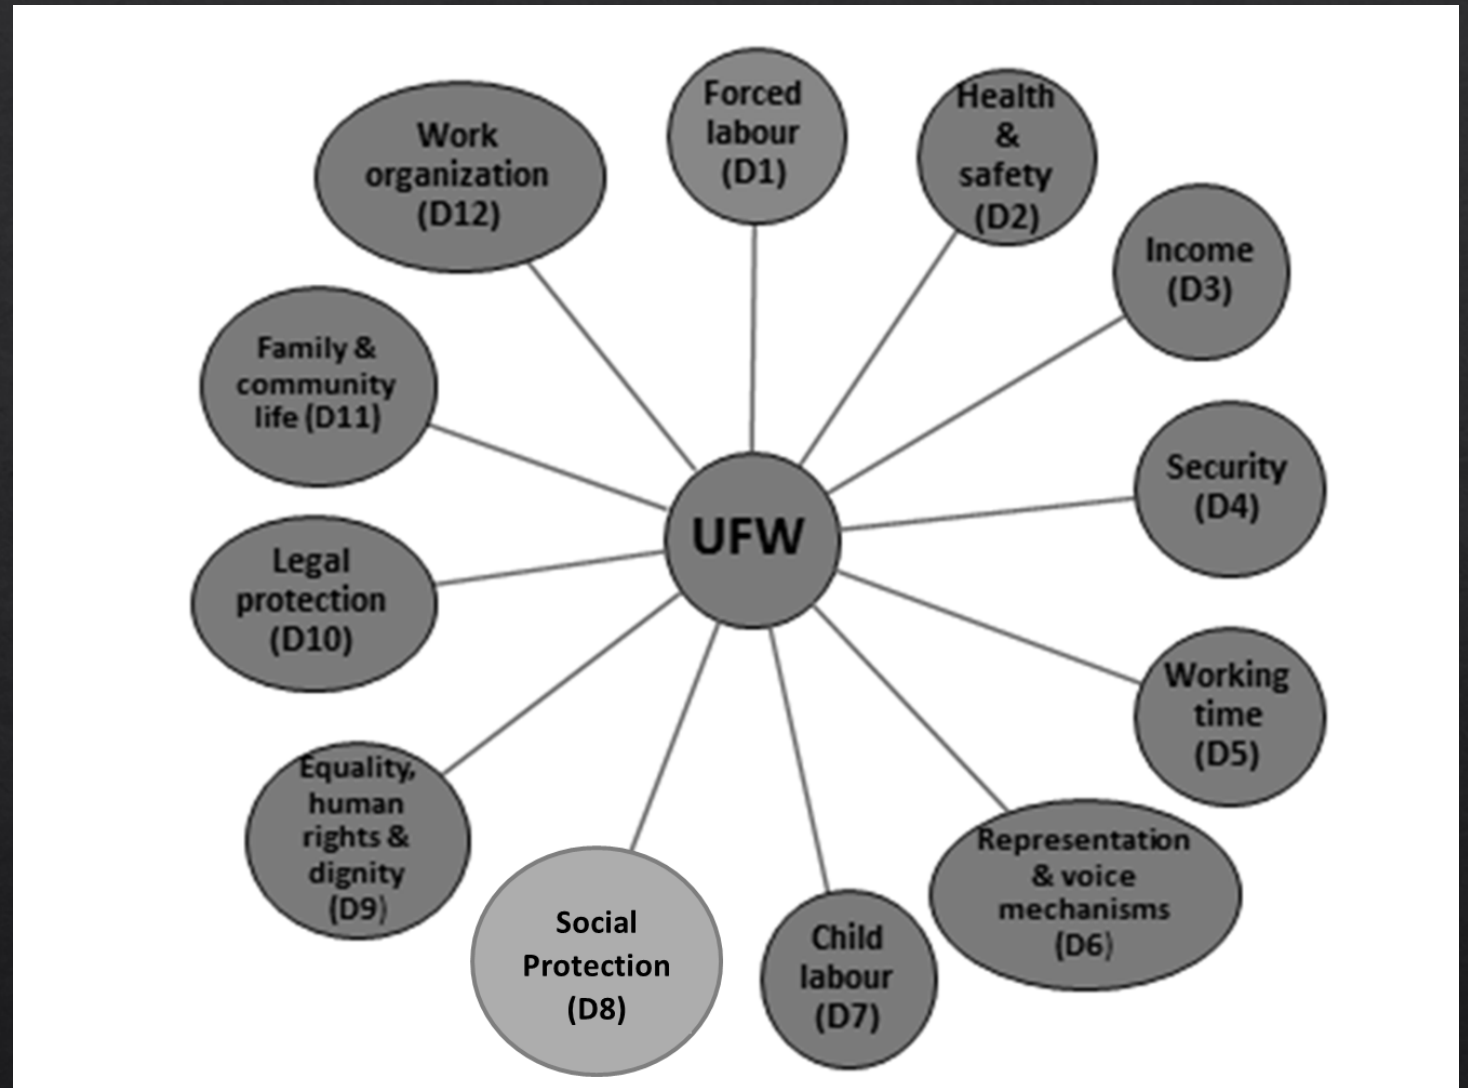 Forced
labour
(D1)
Health
&
safety
(D2)
Income
(D3)
Security
(D4)
Working
time
(D5)
Representation
& voice
mechanisms
(D6)
Child
labour
(D7)
Social
Protection
(D8)
Equality,
human
rights &
dignity
(D9)
Legal
protection
(D10)
Family &
community
life (D11)
Work
organization
(D12)
UFW